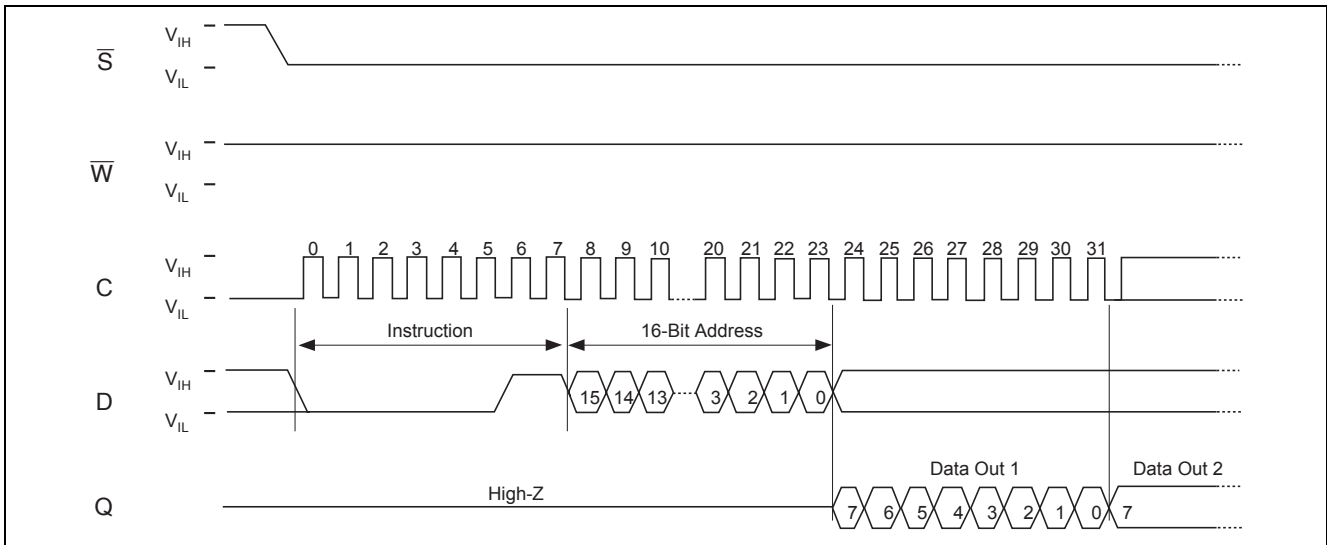 S̅
V_IH
V_IL
W̅
V_IH
V_IL
C
V_IH
V_IL
0 1 2 3 4 5 6 7 8 9 10 20 21 22 23 24 25 26 27 28 29 30 31
Instruction
16-Bit Address
D
V_IH
V_IL
15 14 13 3 2 1 0
Q
High-Z
Data Out 1
Data Out 2
7 6 5 4 3 2 1 0 7